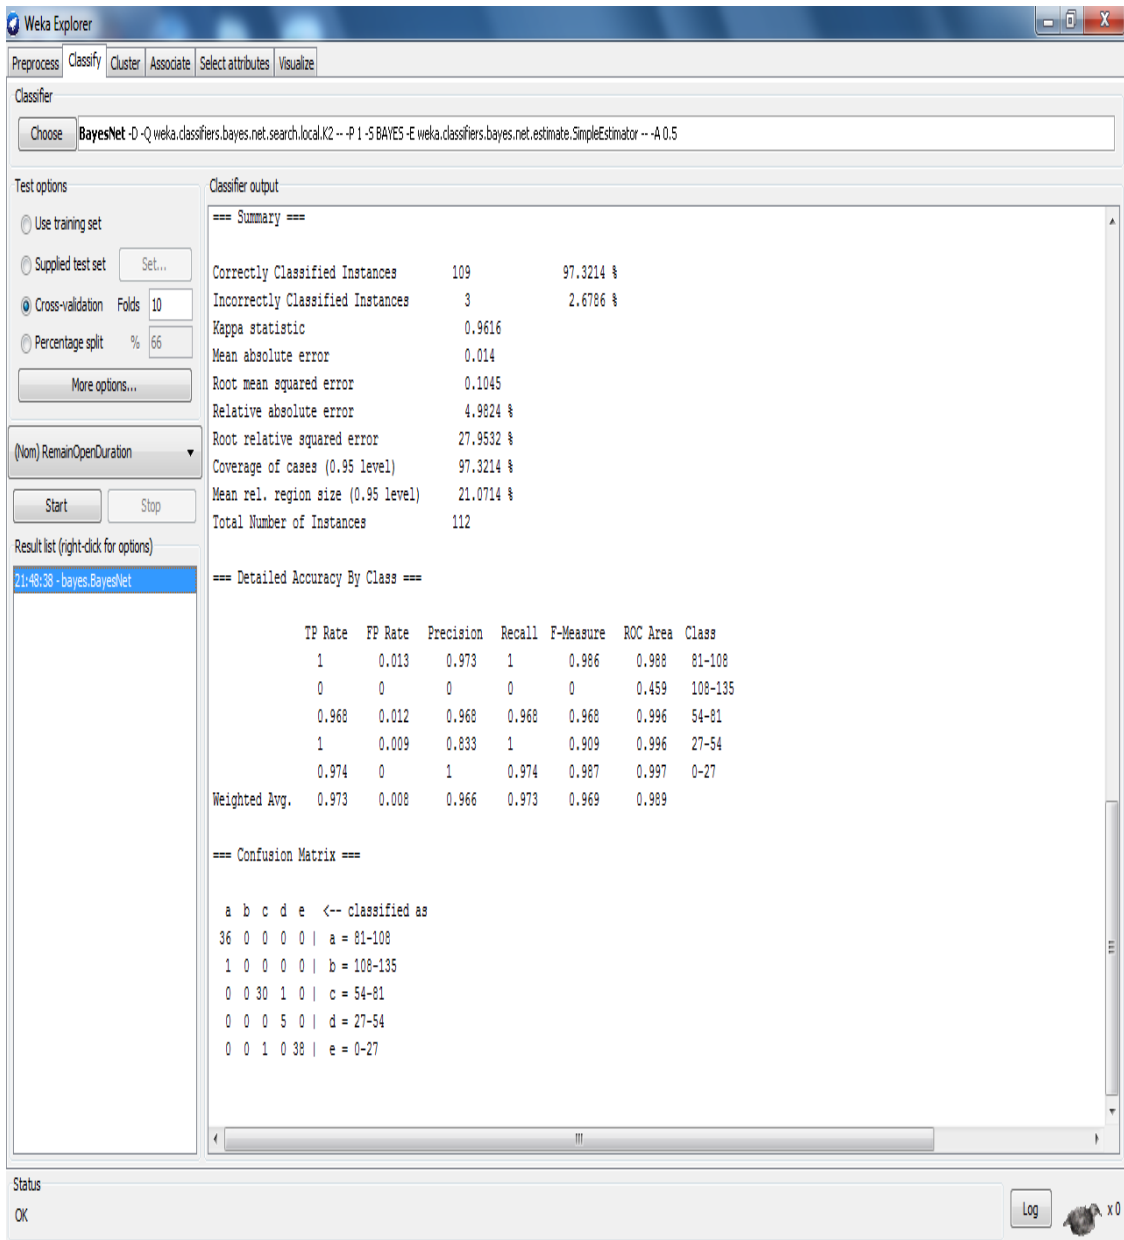 Weka Explorer
Preprocess Classify Cluster Associate Select attributes Visualize
Classifier
Choose BayesNet -D -Q weka.classifiers.bayes.net.search.local.K2 -- -P 1 -S BAYES -E weka.classifiers.bayes.net.estimate.SimpleEstimator -- -A 0.5
Test options
Use training set
Supplied test set Set...
Cross-validation Folds 10
Percentage split % 66
More options...
(Nom) RemainOpenDuration
Start Stop
Result list (right-click for options)
21:48:38 - bayes.BayesNet
Classifier output
=== Summary ===
Correctly Classified Instances 109 97.3214 %
Incorrectly Classified Instances 3 2.6786 %
Kappa statistic 0.9616
Mean absolute error 0.014
Root mean squared error 0.1045
Relative absolute error 4.9824 %
Root relative squared error 27.9532 %
Coverage of cases (0.95 level) 97.3214 %
Mean rel. region size (0.95 level) 21.0714 %
Total Number of Instances 112
=== Detailed Accuracy By Class ===
TP Rate FP Rate Precision Recall F-Measure ROC Area Class
1 0.013 0.973 1 0.986 0.988 81-108
0 0 0 0 0 0.459 108-135
0.968 0.012 0.968 0.968 0.968 0.996 54-81
1 0.009 0.833 1 0.909 0.996 27-54
0.974 0 1 0.974 0.987 0.997 0-27
Weighted Avg. 0.973 0.008 0.966 0.973 0.969 0.989
=== Confusion Matrix ===
a b c d e <-- classified as
36 0 0 0 0 | a = 81-108
1 0 0 0 0 | b = 108-135
0 0 30 1 0 | c = 54-81
0 0 0 5 0 | d = 27-54
0 0 1 0 38 | e = 0-27
Status
OK
Log x 0